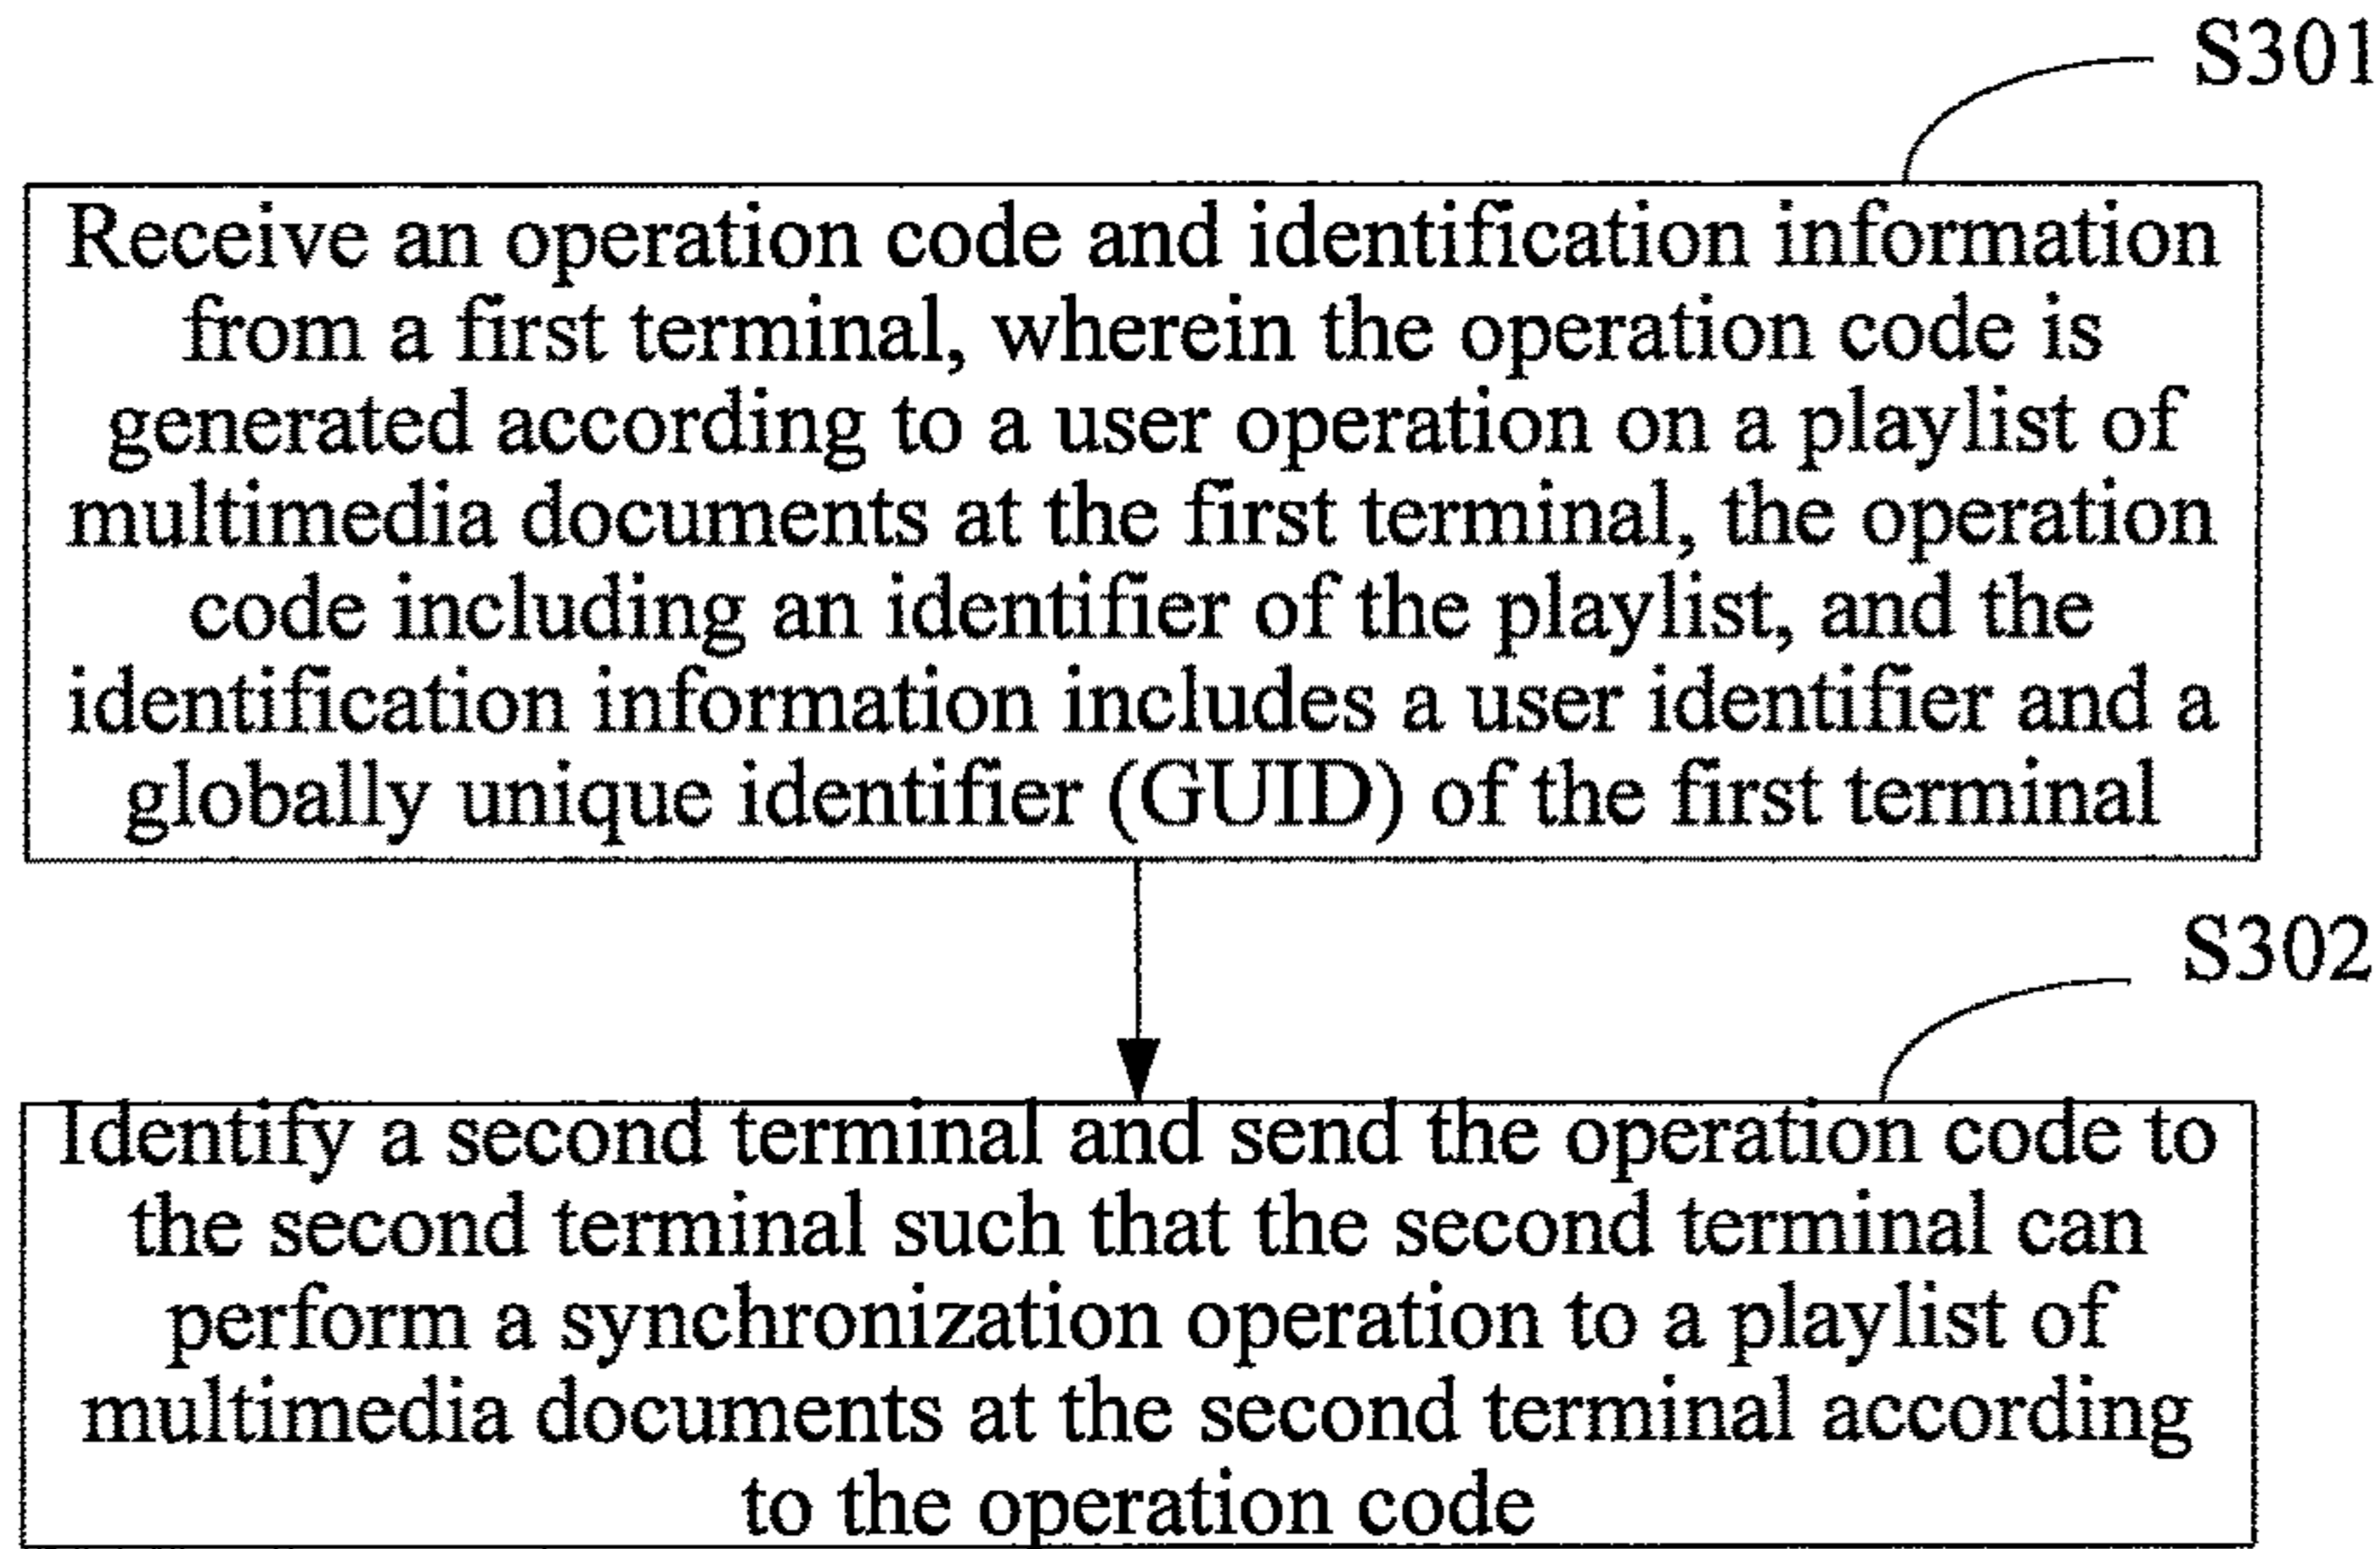 S301
Receive an operation code and identification information
from a first terminal, wherein the operation code is
generated according to a user operation on a playlist of
multimedia documents at the first terminal, the operation
code including an identifier of the playlist, and the
identification information includes a user identifier and a
globally unique identifier (GUID) of the first terminal
S302
Identify a second terminal and send the operation code to
the second terminal such that the second terminal can
perform a synchronization operation to a playlist of
multimedia documents at the second terminal according
to the operation code